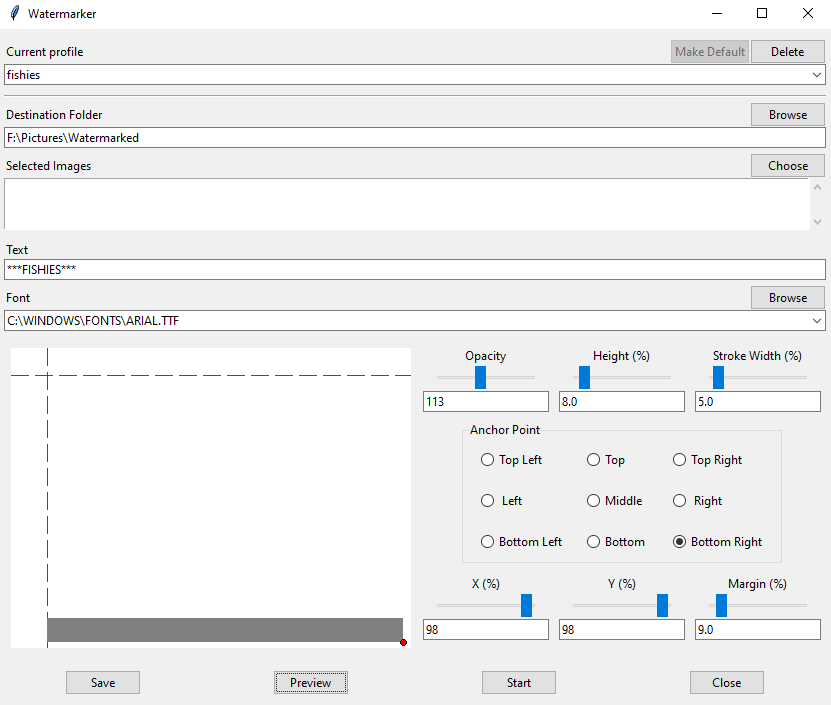 Watermarker
Current profile
Make Default
Delete
fishies
Destination Folder
Browse
F:\Pictures\Watermarked
Selected Images
Choose
Text
***FISHIES***
Font
Browse
C:\WINDOWS\FONTS\ARIAL.TTF
Opacity
Height (%)
Stroke Width (%)
113
8.0
5.0
Anchor Point
Top Left
Top
Top Right
Left
Middle
Right
Bottom Left
Bottom
Bottom Right
X (%)
Y (%)
Margin (%)
98
98
9.0
Save
Preview
Start
Close